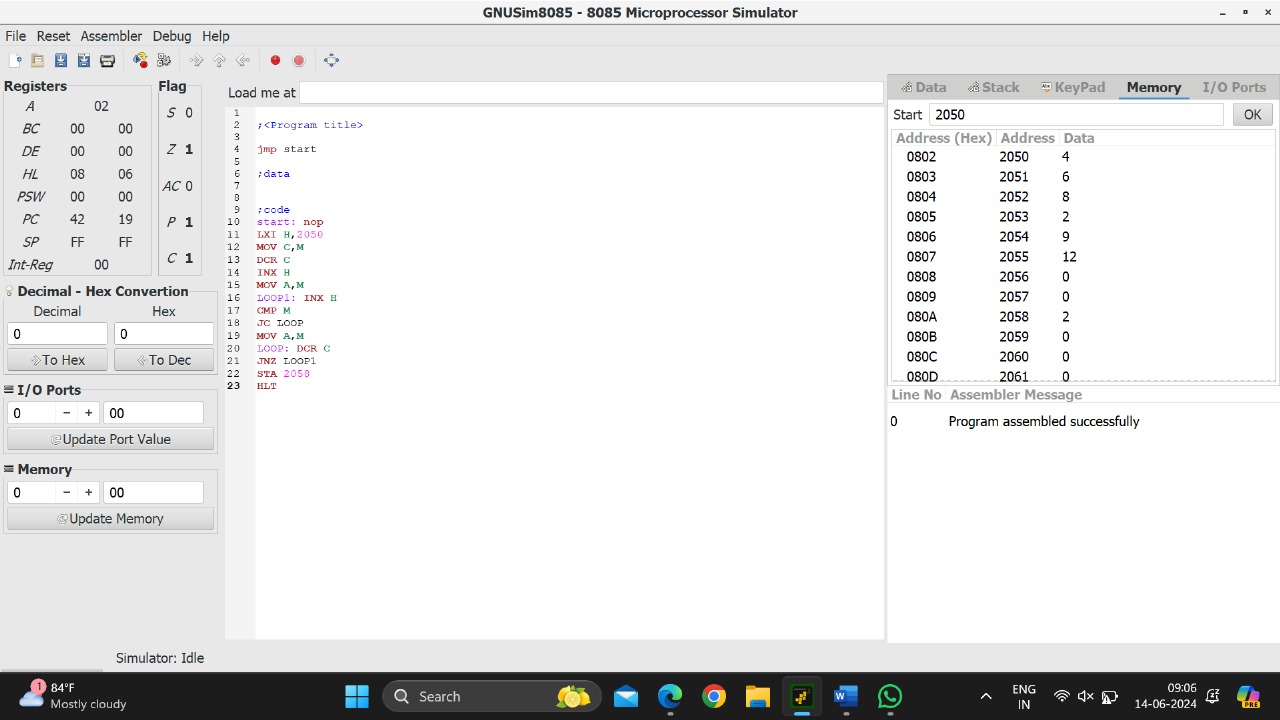 GNUSim8085 - 8085 Microprocessor Simulator
File Reset Assembler Debug Help
Registers
A 02
BC 00 00
DE 00 00
HL 08 06
PSW 00 00
PC 42 19
SP FF FF
Int-Reg 00
Flag
S 0
Z 1
AC 0
P 1
C 1
Decimal - Hex Convertion
Decimal Hex
0 0
To Hex To Dec
I/O Ports
0 - + 00
Update Port Value
Memory
0 - + 00
Update Memory
Load me at
1
2 ;<Program title>
3
4 jmp start
5
6 ;data
7
8
9 ;code
10 start: nop
11 LXI H,2050
12 MOV C,M
13 DCR C
14 INX H
15 MOV A,M
16 LOOP1: INX H
17 CMP M
18 JC LOOP
19 MOV A,M
20 LOOP: DCR C
21 JNZ LOOP1
22 STA 2058
23 HLT
Data Stack KeyPad Memory I/O Ports
Start 2050 OK
Address (Hex) Address Data
0802 2050 4
0803 2051 6
0804 2052 8
0805 2053 2
0806 2054 9
0807 2055 12
0808 2056 0
0809 2057 0
080A 2058 2
080B 2059 0
080C 2060 0
080D 2061 0
Line No Assembler Message
0 Program assembled successfully
Simulator: Idle
1
84°F
Mostly cloudy
Search
ENG
IN
09:06
14-06-2024
PRE